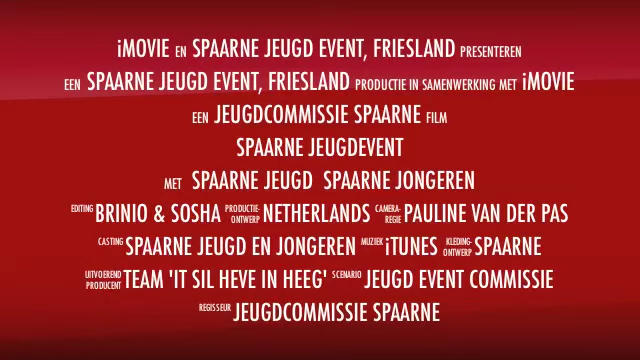 iMOVIE EN SPAARNE JEUGD EVENT, FRIESLAND PRESENTEREN
EEN SPAARNE JEUGD EVENT, FRIESLAND PRODUCTIE IN SAMENWERKING MET iMOVIE
EEN JEUGDCOMMISSIE SPAARNE FILM
SPAARNE JEUGDEVENT
MET SPAARNE JEUGD SPAARNE JONGEREN
EDITING BRINIO & SOSHA PRODUCTIE-ONTWERP NETHERLANDS CAMERA-REGIE PAULINE VAN DER PAS
CASTING SPAARNE JEUGD EN JONGEREN MUZIEK iTUNES KLEDING-ONTWERP SPAARNE
UITVOEREND PRODUCENT TEAM 'IT SIL HEVE IN HEEG' SCENARIO JEUGD EVENT COMMISSIE
REGISSEUR JEUGDCOMMISSIE SPAARNE